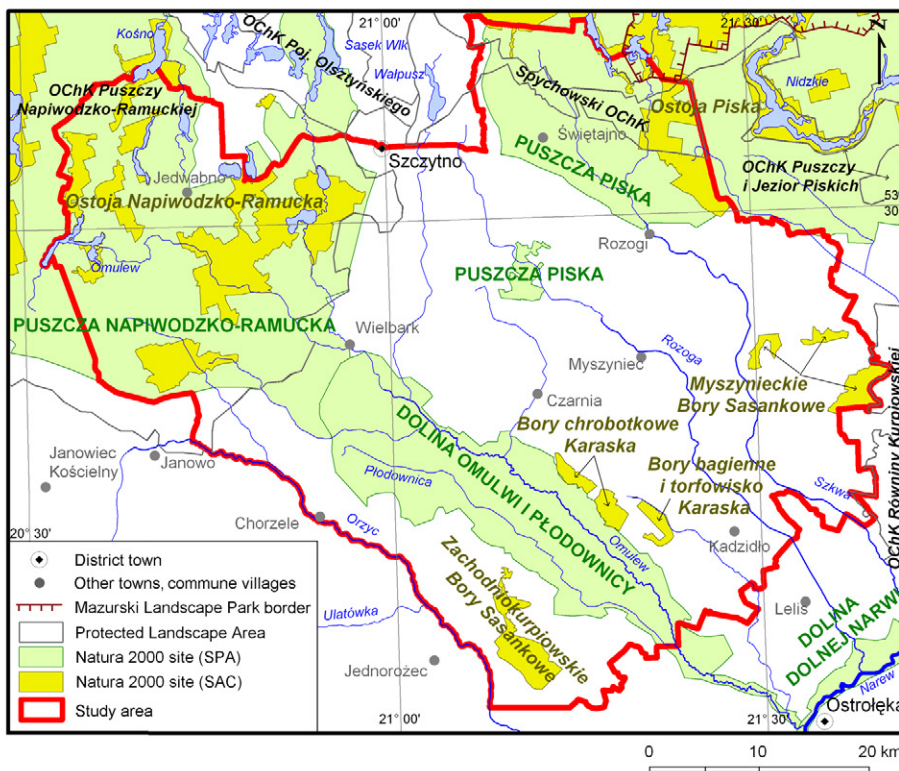 21° 00'
21° 30'
N
Kośno
Sasek Wlk
Wałpusz
OChK Poj. Olsztyńskiego
OChK Puszczy
Napiwodzko-Ramuckiej
Spychowski OChK
Nidzkie
Ostoja Piska
Świętajno
Szczytno
PUSZCZA PISKA
OChK Puszczy
i Jezior Piskich
Jedwabno
Ostoja Napiwodzko-Ramucka
53°
30'
Rozogi
Omulew
PUSZCZA PISKA
PUSZCZA NAPIWODZKO-RAMUCKA
Wielbark
Rozoga
Myszyniec
Myszynieckie
Bory Sasankowe
Czarnia
DOLINA OMULWI I PŁODOWNICY
Bory chrobotkowe
Karaska
OChK Równiny Kurpiowskiej
Janowiec
Kościelny
Janowo
Płodownica
Bory bagienne
i torfowisko
Karaska
Szkwa
20° 30'
Chorzele
Orzyc
Omulew
Kadzidło
Zachodniokurpiowskie
Bory Sasankowe
Ulatówka
Lelis
DOLINA
DOLNEJ NARWI
Jednorożec
Narew
21° 00'
21° 30'
Ostrołęka
District town
Other towns, commune villages
Mazurski Landscape Park border
Protected Landscape Area
Natura 2000 site (SPA)
Natura 2000 site (SAC)
Study area
0 10 20 km